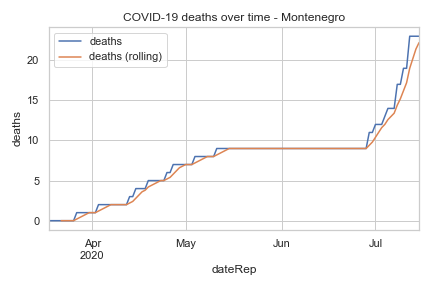 COVID-19 deaths over time - Montenegro
deaths
deaths (rolling)
deaths
20
15
10
5
0
Apr
2020
May
Jun
Jul
dateRep